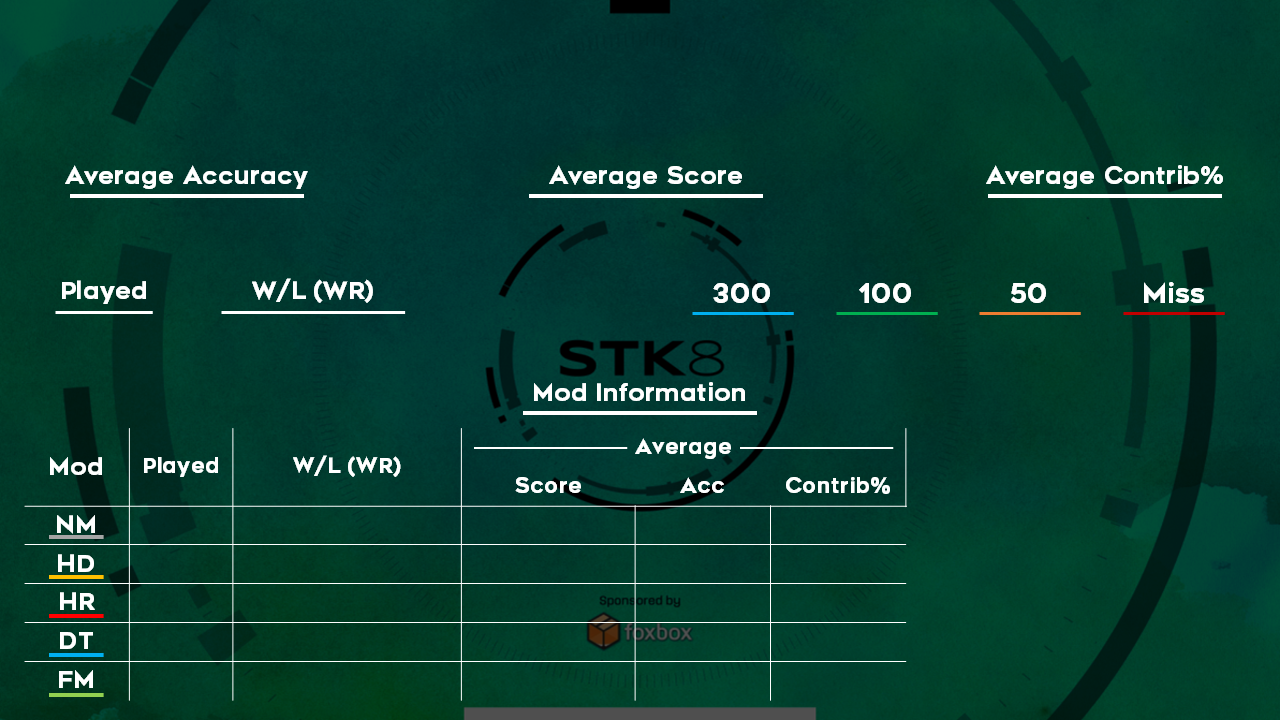 Average Accuracy Average Score Average Contrib%
Played W/L (WR) 300 100 50 Miss
STK8
Mod Information
Average
Mod Played W/L (WR)
Score Acc Contrib%
NM
HD
HR
Sponsored by
foxbox
DT
FM